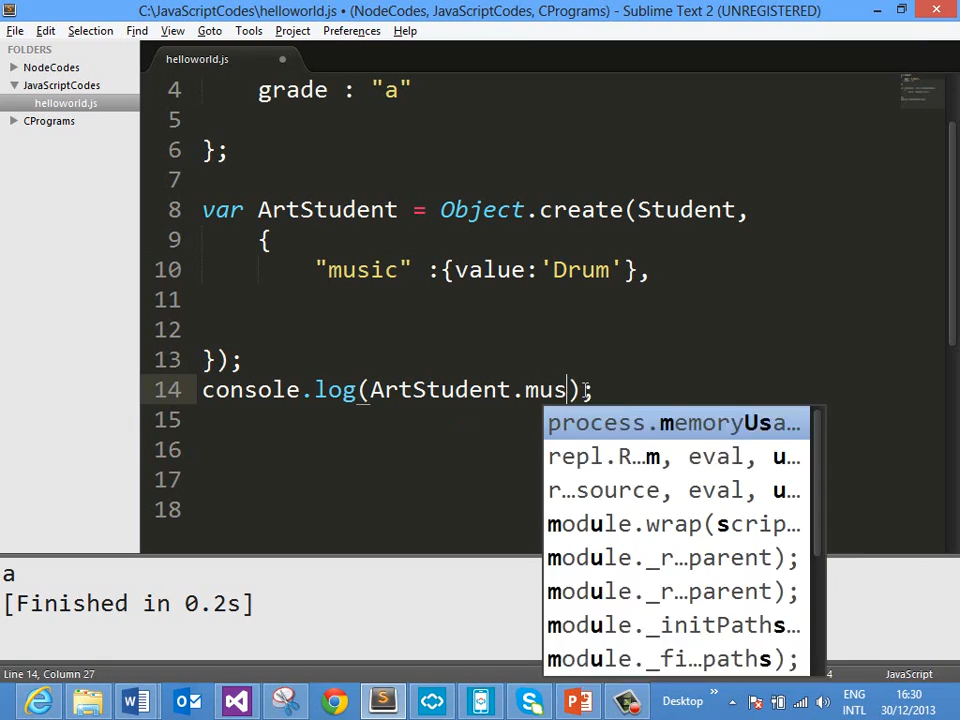 C:\JavaScriptCodes\helloworld.js • (NodeCodes, JavaScriptCodes, CPrograms) - Sublime Text 2 (UNREGISTERED)
File Edit Selection Find View Goto Tools Project Preferences Help
FOLDERS
NodeCodes
JavaScriptCodes
helloworld.js
CPrograms
helloworld.js
4 grade : "a"
5
6 };
7
8 var ArtStudent = Object.create(Student,
9 {
10 "music" :{value:'Drum'},
11
12
13 });
14 console.log(ArtStudent.mus);
15
16
17
18
process.memoryUsa…
repl.R…m, eval, u…
r…source, eval, u…
module.wrap(scrip…
module._r…parent);
module._r…parent);
module._initPaths…
module._fi…paths);
a
[Finished in 0.2s]
Line 14, Column 27
4
JavaScript
Desktop
ENG
INTL
16:30
30/12/2013